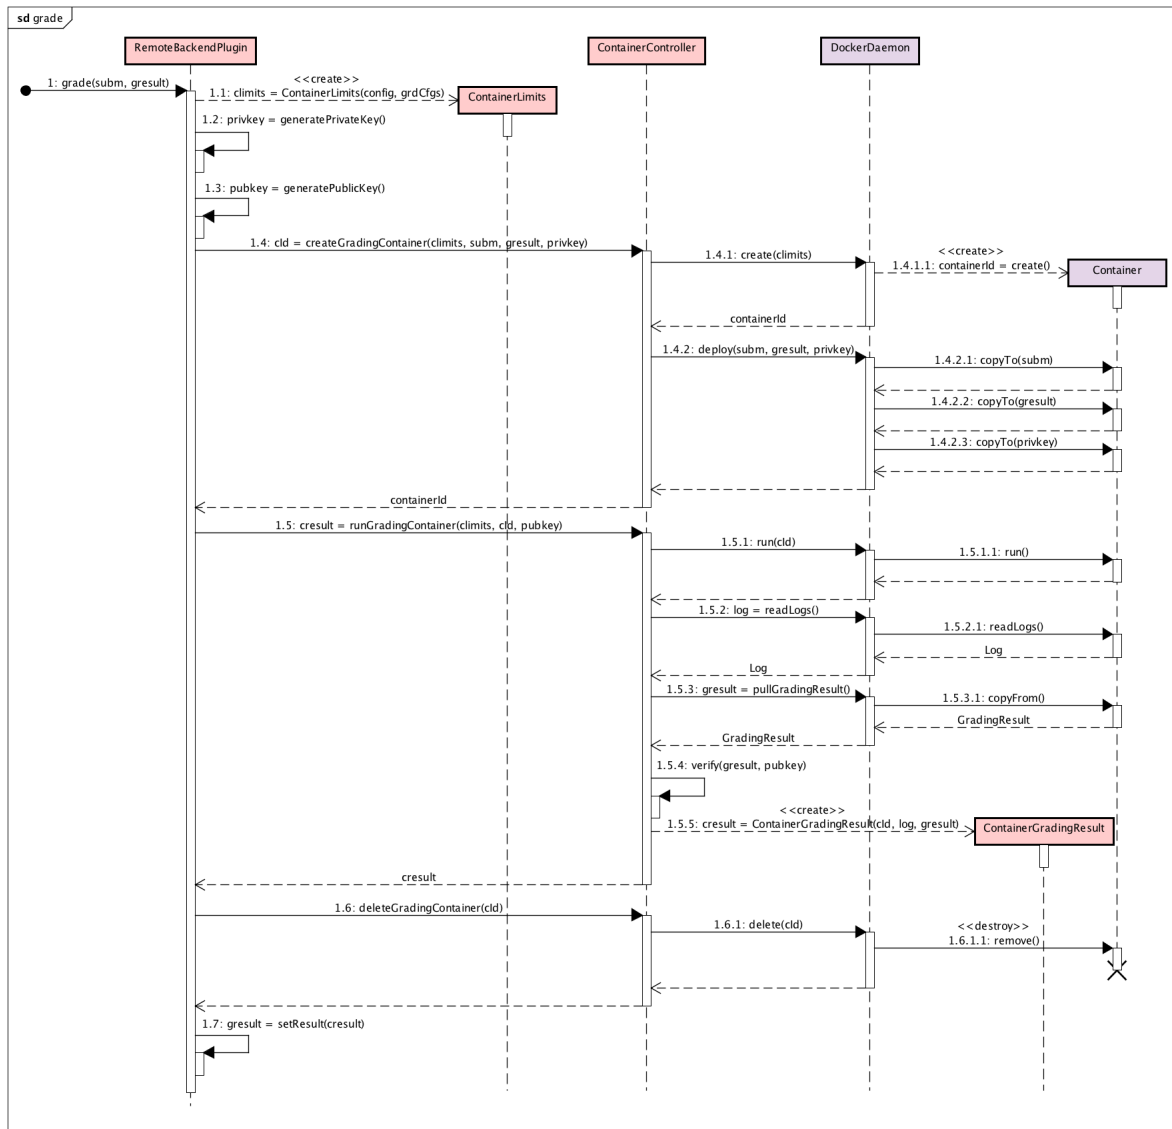 sd grade
RemoteBackendPlugin
ContainerController
DockerDaemon
1: grade(subm, gresult)
<<create>>
1.1: climits = ContainerLimits(config, grdCfgs)
ContainerLimits
1.2: privkey = generatePrivateKey()
1.3: pubkey = generatePublicKey()
1.4: cId = createGradingContainer(climits, subm, gresult, privkey)
1.4.1: create(climits)
<<create>>
1.4.1.1: containerId = create()
Container
containerId
1.4.2: deploy(subm, gresult, privkey)
1.4.2.1: copyTo(subm)
1.4.2.2: copyTo(gresult)
1.4.2.3: copyTo(privkey)
containerId
1.5: cresult = runGradingContainer(climits, cId, pubkey)
1.5.1: run(cId)
1.5.1.1: run()
1.5.2: log = readLogs()
1.5.2.1: readLogs()
Log
Log
1.5.3: gresult = pullGradingResult()
1.5.3.1: copyFrom()
GradingResult
GradingResult
1.5.4: verify(gresult, pubkey)
<<create>>
1.5.5: cresult = ContainerGradingResult(cId, log, gresult)
ContainerGradingResult
cresult
1.6: deleteGradingContainer(cId)
1.6.1: delete(cId)
<<destroy>>
1.6.1.1: remove()
1.7: gresult = setResult(cresult)